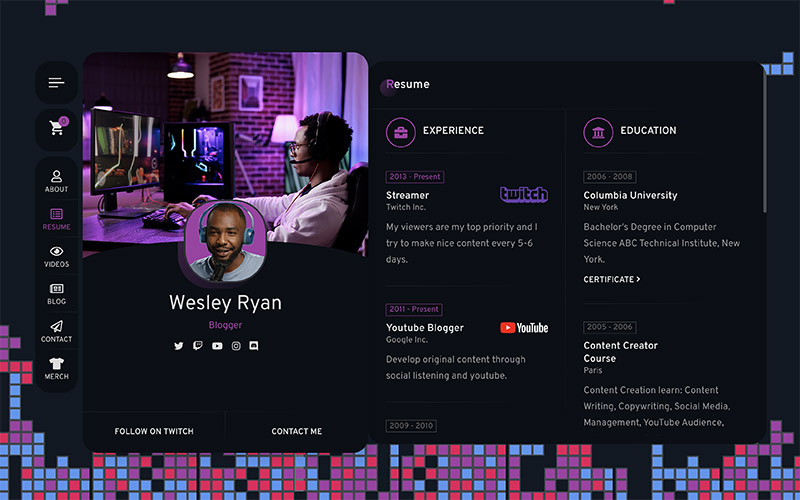 0
ABOUT
RESUME
VIDEOS
BLOG
CONTACT
MERCH
Wesley Ryan
Blogger
FOLLOW ON TWITCH
CONTACT ME
Resume
EXPERIENCE
2013 - Present
Streamer
Twitch Inc.
twitch
My viewers are my top priority and I
try to make nice content every 5-6
days.
2011 - Present
Youtube Blogger
Google Inc.
YouTube
Develop original content through
social listening and youtube.
2009 - 2010
EDUCATION
2006 - 2008
Columbia University
New York
Bachelor's Degree in Computer
Science ABC Technical Institute, New
York.
CERTIFICATE >
2005 - 2006
Content Creator
Course
Paris
Content Creation learn: Content
Writing, Copywriting, Social Media,
Management, YouTube Audience,